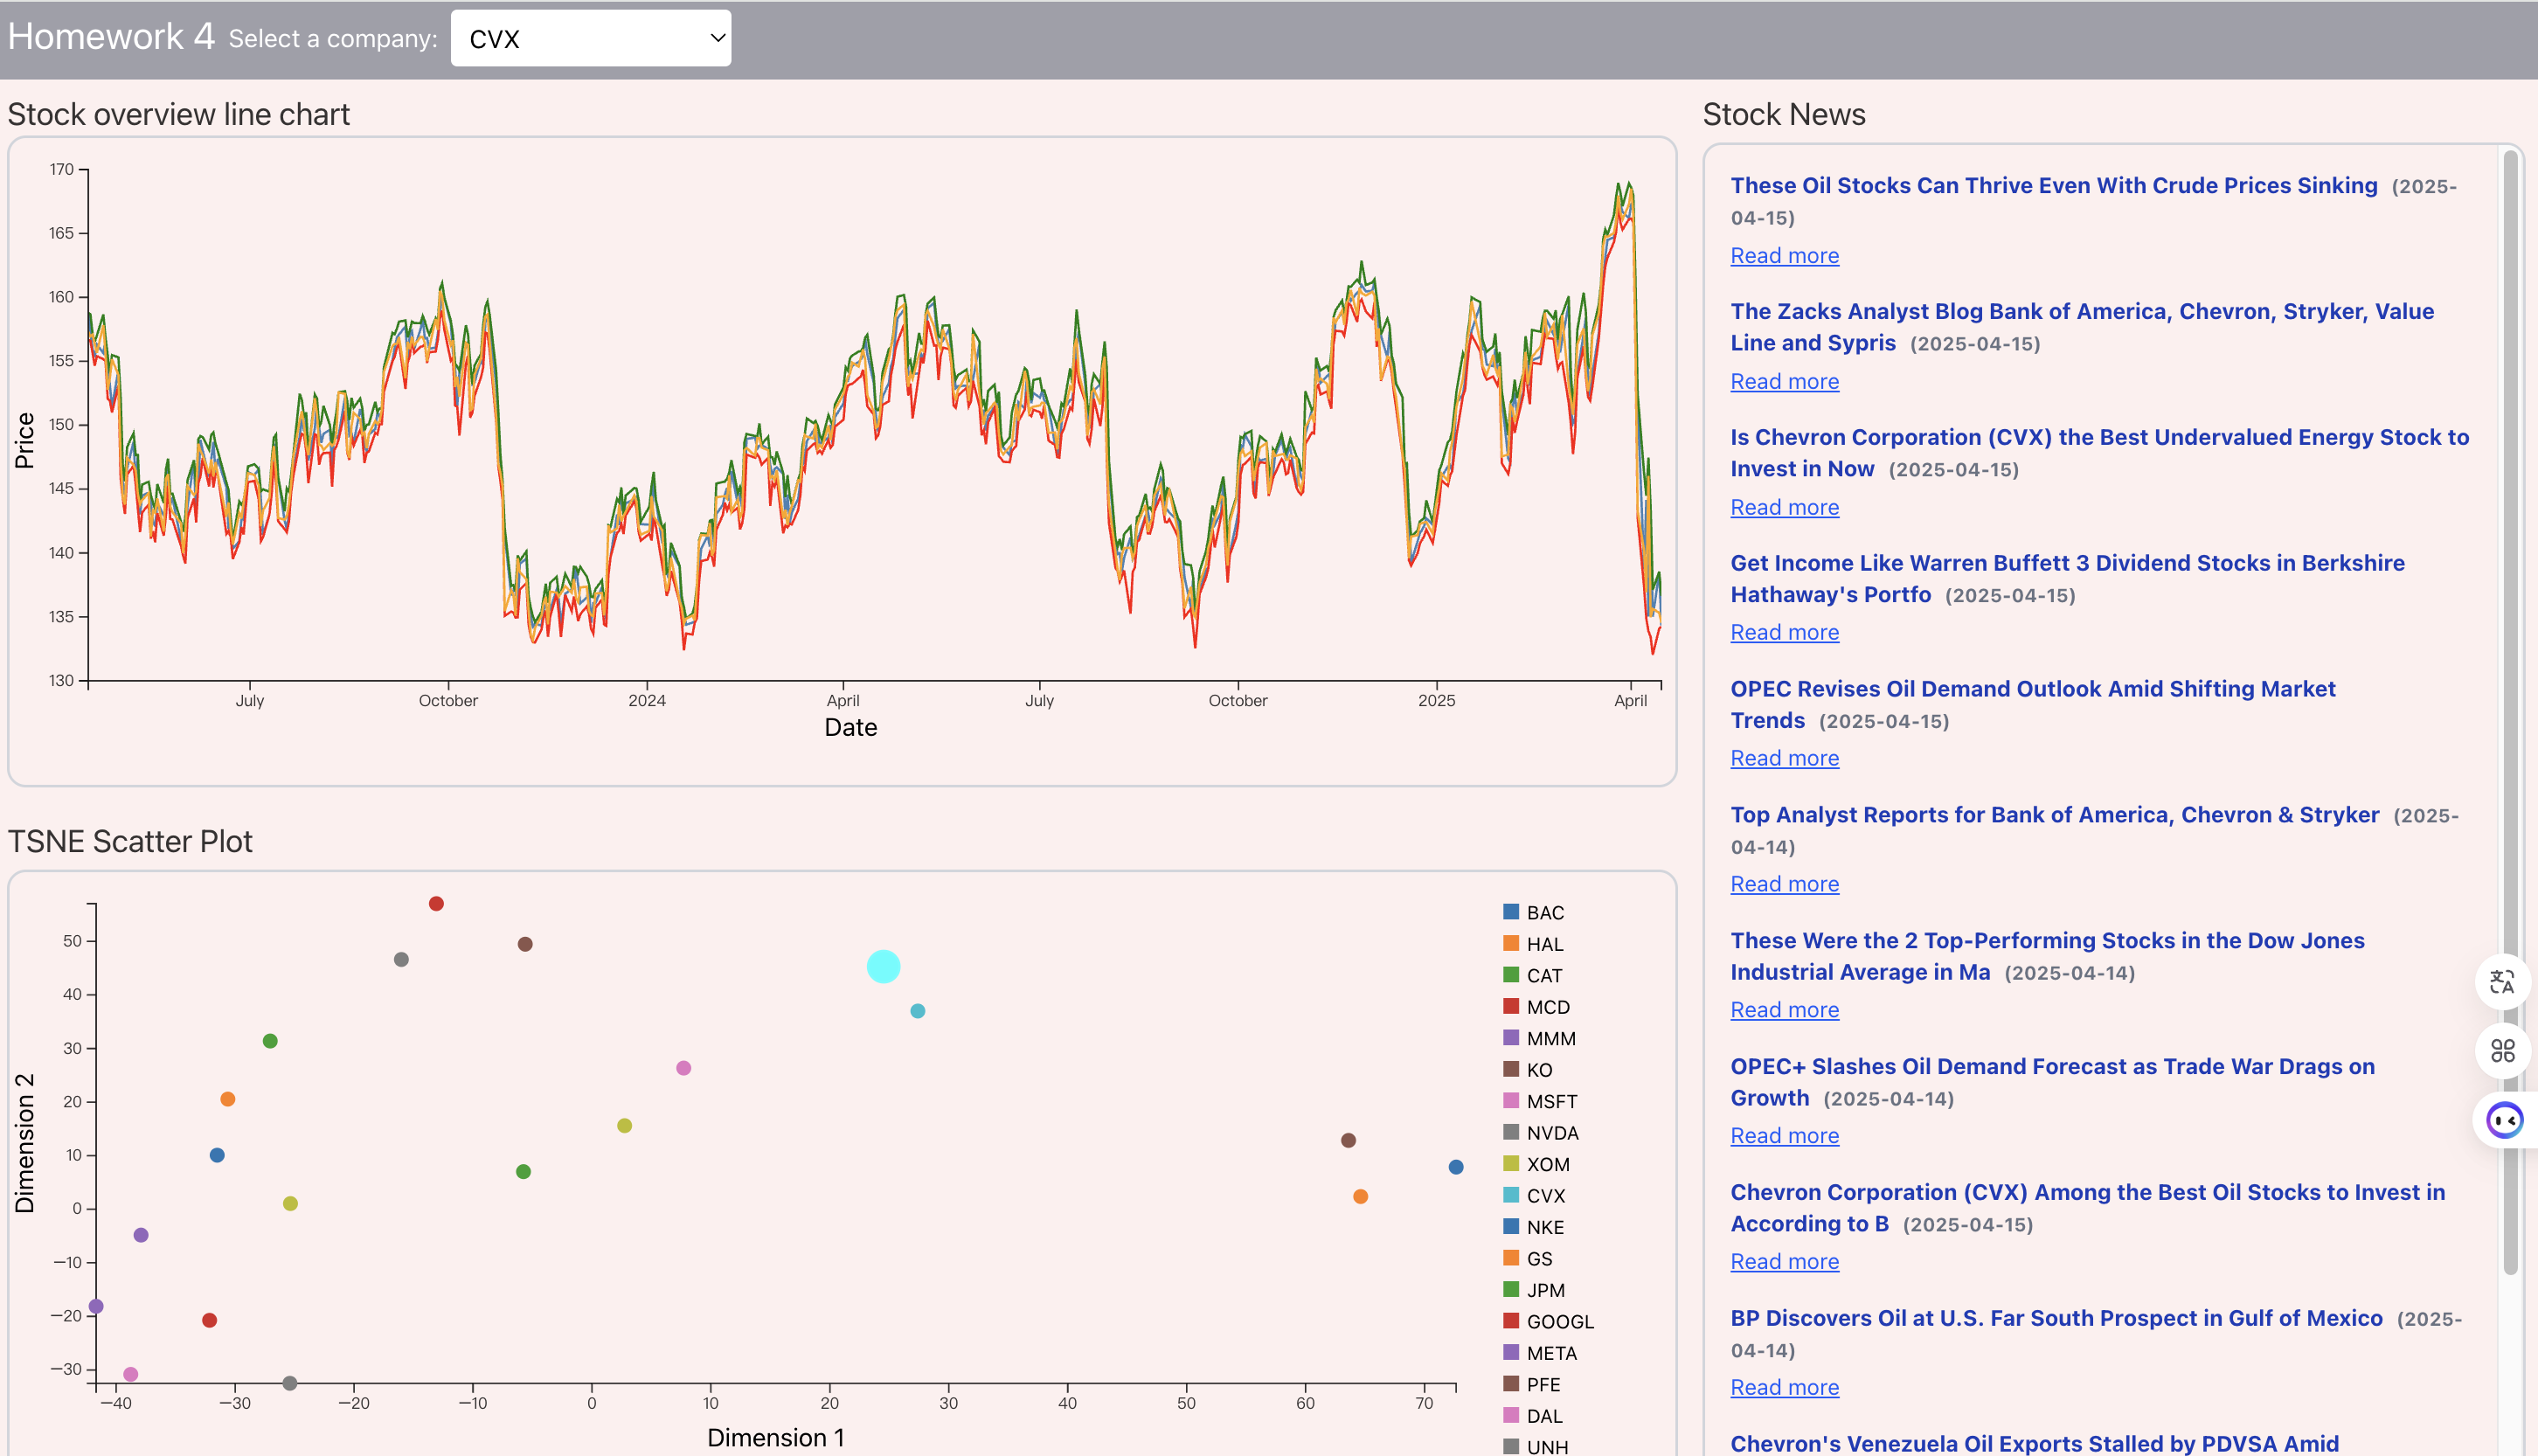 Homework 4 Select a company: CVX
Stock overview line chart
170
165
160
155
150
145
140
135
130
Price
July October 2024 April July October 2025 April
Date
TSNE Scatter Plot
50
40
30
20
10
0
−10
−20
−30
Dimension 2
−40 −30 −20 −10 0 10 20 30 40 50 60 70
Dimension 1
BAC
HAL
CAT
MCD
MMM
KO
MSFT
NVDA
XOM
CVX
NKE
GS
JPM
GOOGL
META
PFE
DAL
UNH
Stock News
These Oil Stocks Can Thrive Even With Crude Prices Sinking (2025-
04-15)
Read more
The Zacks Analyst Blog Bank of America, Chevron, Stryker, Value
Line and Sypris (2025-04-15)
Read more
Is Chevron Corporation (CVX) the Best Undervalued Energy Stock to
Invest in Now (2025-04-15)
Read more
Get Income Like Warren Buffett 3 Dividend Stocks in Berkshire
Hathaway's Portfo (2025-04-15)
Read more
OPEC Revises Oil Demand Outlook Amid Shifting Market
Trends (2025-04-15)
Read more
Top Analyst Reports for Bank of America, Chevron & Stryker (2025-
04-14)
Read more
These Were the 2 Top-Performing Stocks in the Dow Jones
Industrial Average in Ma (2025-04-14)
Read more
OPEC+ Slashes Oil Demand Forecast as Trade War Drags on
Growth (2025-04-14)
Read more
Chevron Corporation (CVX) Among the Best Oil Stocks to Invest in
According to B (2025-04-15)
Read more
BP Discovers Oil at U.S. Far South Prospect in Gulf of Mexico (2025-
04-14)
Read more
Chevron's Venezuela Oil Exports Stalled by PDVSA Amid